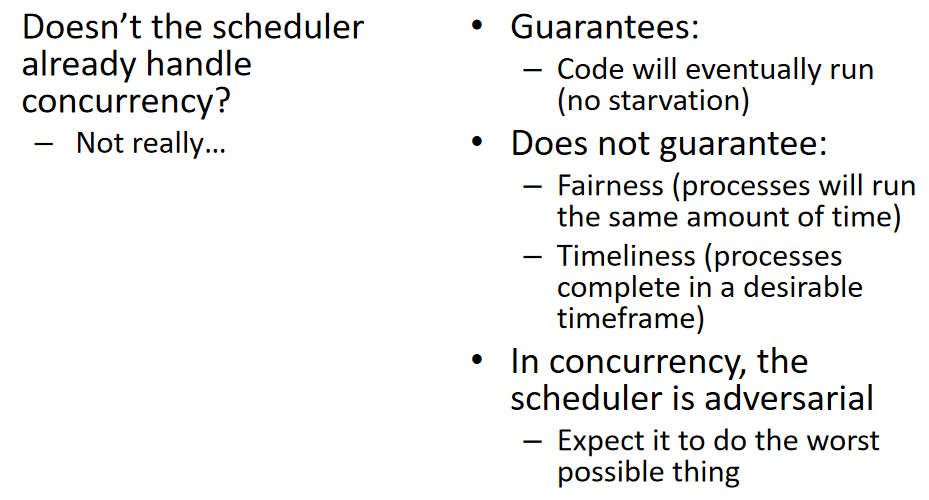 Doesn’t the scheduler
already handle
concurrency?
– Not really…
• Guarantees:
– Code will eventually run
(no starvation)
• Does not guarantee:
– Fairness (processes will run
the same amount of time)
– Timeliness (processes
complete in a desirable
timeframe)
• In concurrency, the
scheduler is adversarial
– Expect it to do the worst
possible thing